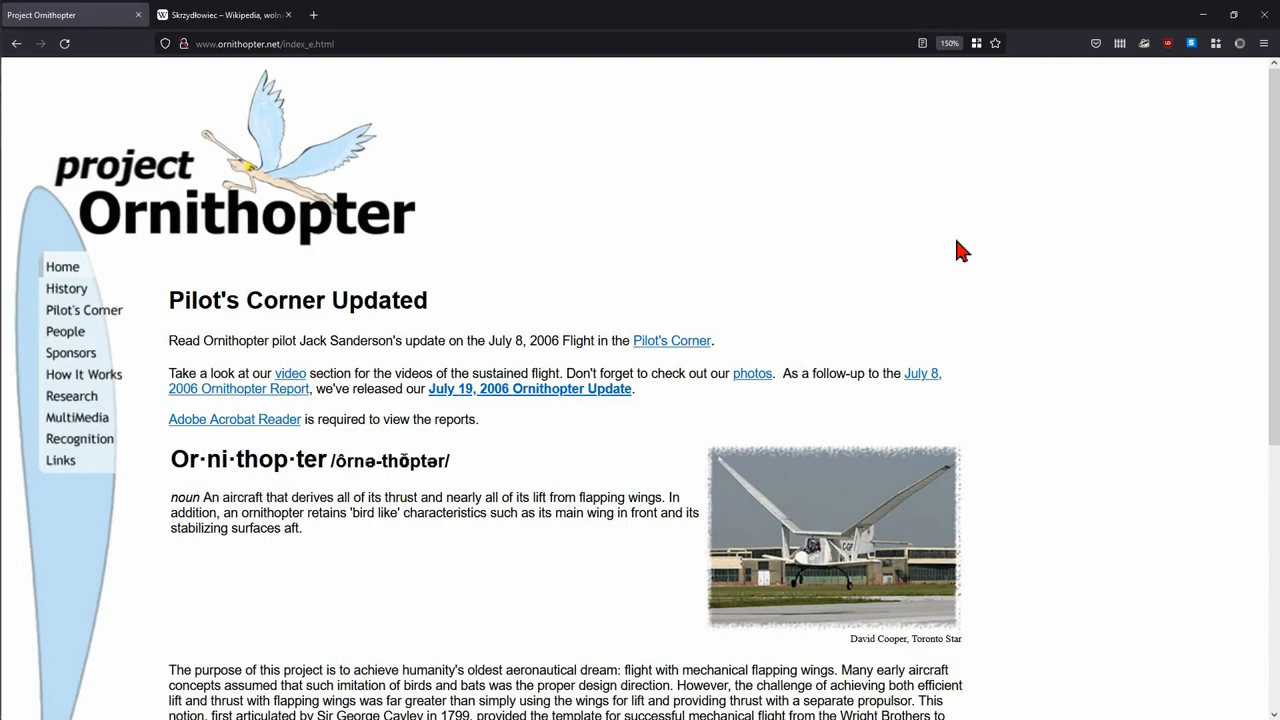 Project Ornithopter
Skrzydłowiec – Wikipedia, woln
www.ornithopter.net/index_e.html
150%
project
Ornithopter
Home
History
Pilot's Corner
People
Sponsors
How It Works
Research
MultiMedia
Recognition
Links
Pilot's Corner Updated
Read Ornithopter pilot Jack Sanderson's update on the July 8, 2006 Flight in the Pilot's Corner.
Take a look at our video section for the videos of the sustained flight. Don't forget to check out our photos. As a follow-up to the July 8,
2006 Ornithopter Report, we've released our July 19, 2006 Ornithopter Update.
Adobe Acrobat Reader is required to view the reports.
Or·ni·thop·ter /ôrnə-thŏptər/
noun An aircraft that derives all of its thrust and nearly all of its lift from flapping wings. In
addition, an ornithopter retains 'bird like' characteristics such as its main wing in front and its
stabilizing surfaces aft.
David Cooper, Toronto Star
The purpose of this project is to achieve humanity's oldest aeronautical dream: flight with mechanical flapping wings. Many early aircraft
concepts assumed that such imitation of birds and bats was the proper design direction. However, the challenge of achieving both efficient
lift and thrust with flapping wings was far greater than simply using the wings for lift and providing thrust with a separate propulsor. This
notion, first articulated by Sir George Cayley in 1799, provided the template for successful mechanical flight from the Wright Brothers to